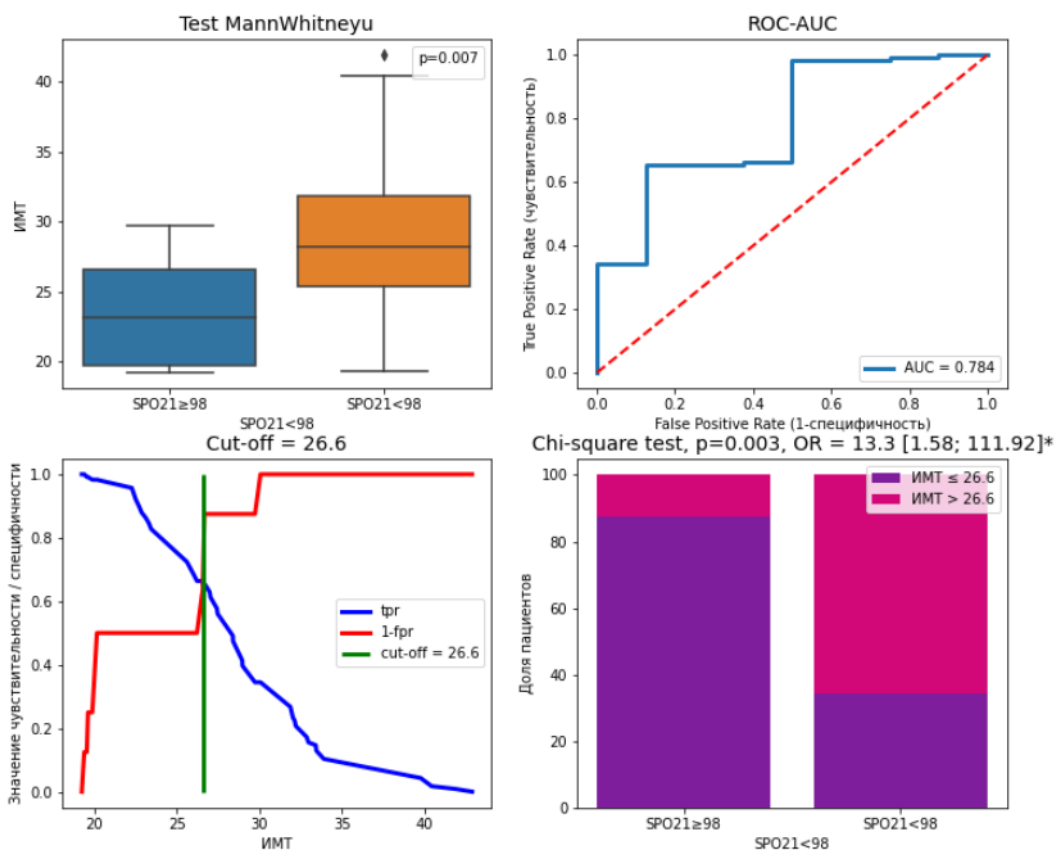 Test MannWhitneyu
p=0.007
ИМТ
40
35
30
25
20
SPO21≥98
SPO21<98
SPO21<98
ROC-AUC
True Positive Rate (чувствительность)
1.0
0.8
0.6
0.4
0.2
0.0
AUC = 0.784
0.0 0.2 0.4 0.6 0.8 1.0
False Positive Rate (1-специфичность)
Cut-off = 26.6
Значение чувствительности / специфичности
1.0
0.8
0.6
0.4
0.2
0.0
tpr
1-fpr
cut-off = 26.6
20 25 30 35 40
ИМТ
Chi-square test, p=0.003, OR = 13.3 [1.58; 111.92]*
ИМТ ≤ 26.6
ИМТ > 26.6
Доля пациентов
100
80
60
40
20
0
SPO21≥98
SPO21<98
SPO21<98